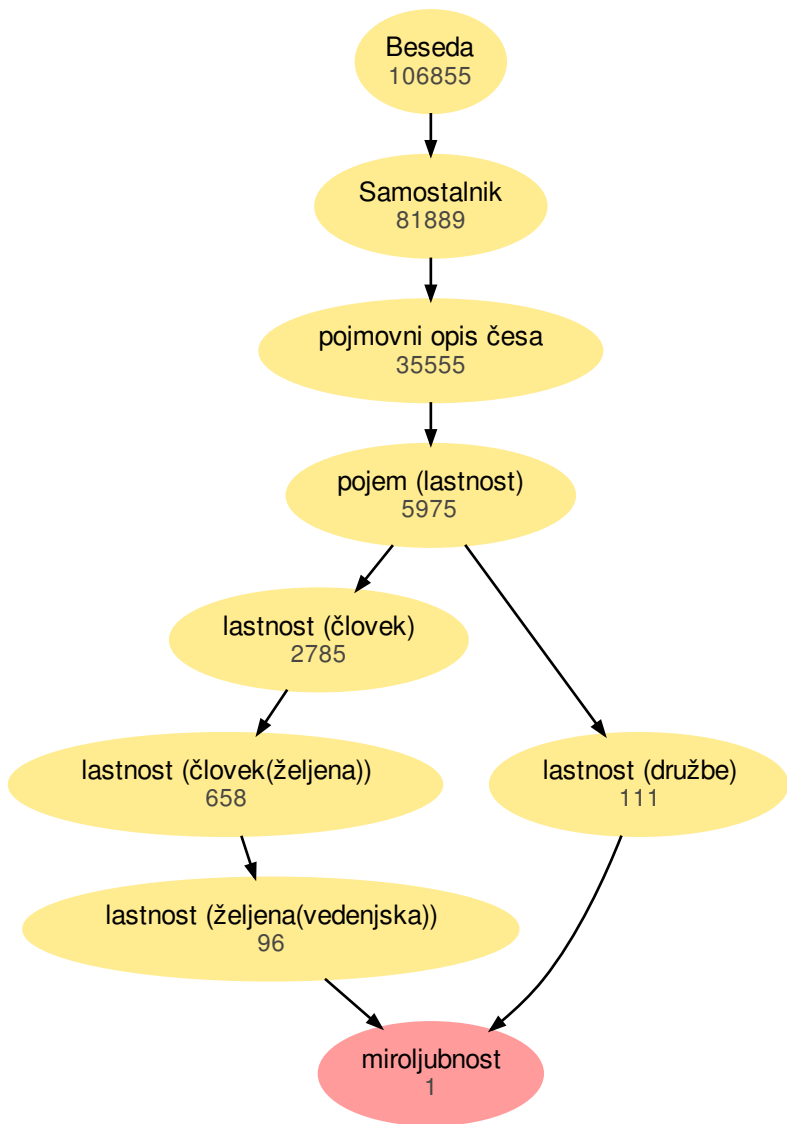 Beseda
106855
Samostalnik
81889
pojmovni opis česa
35555
pojem (lastnost)
5975
lastnost (človek)
2785
lastnost (človek(željena))
658
lastnost (družbe)
111
lastnost (željena(vedenjska))
96
miroljubnost
1